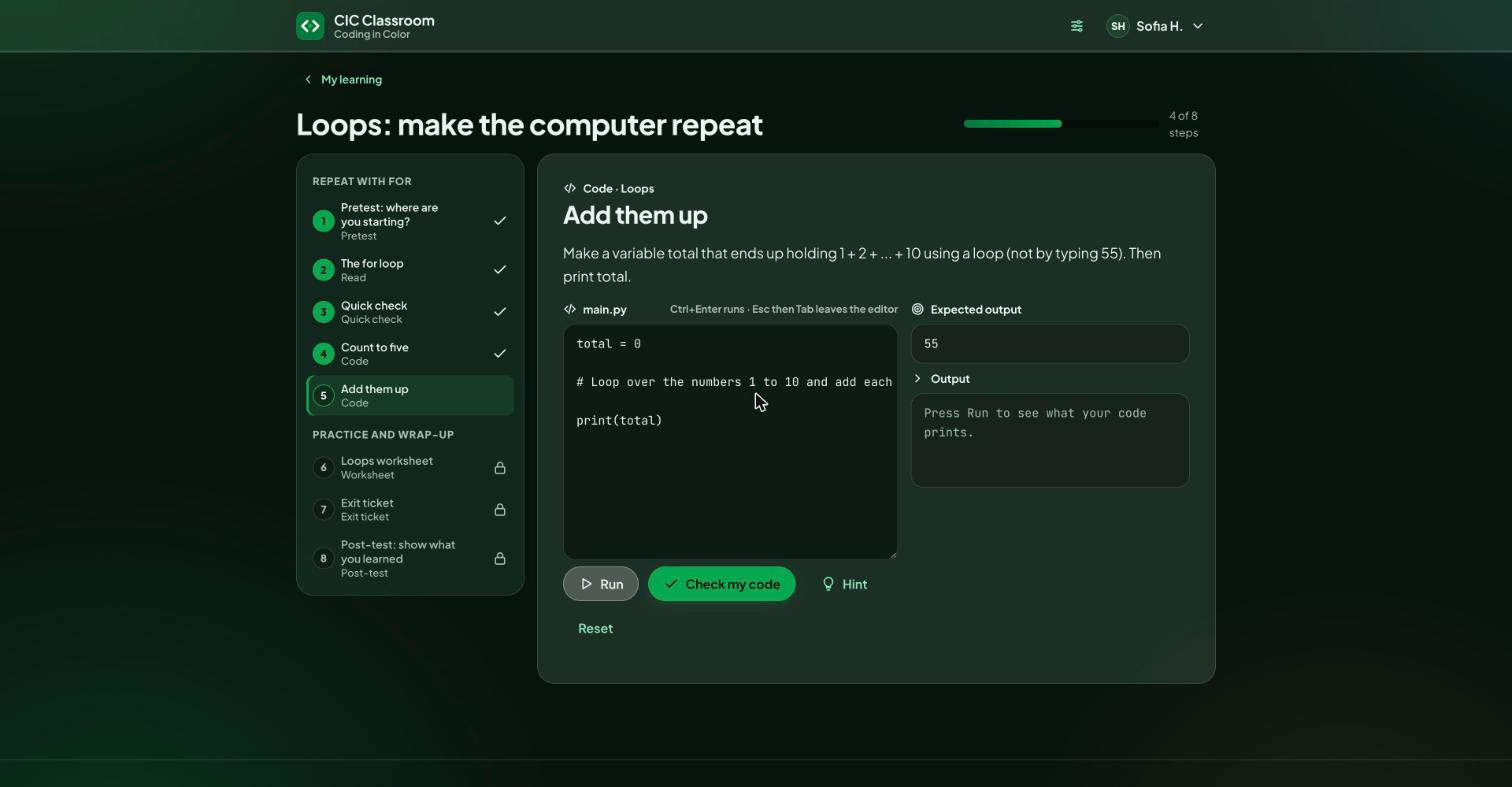 CIC Classroom
Coding in Color
SH Sofia H.
My learning
Loops: make the computer repeat
4 of 8
steps
REPEAT WITH FOR
1
Pretest: where are
you starting?
Pretest
2
The for loop
Read
3
Quick check
Quick check
4
Count to five
Code
5
Add them up
Code
PRACTICE AND WRAP-UP
6
Loops worksheet
Worksheet
7
Exit ticket
Exit ticket
8
Post-test: show what
you learned
Post-test
Code · Loops
Add them up
Make a variable total that ends up holding 1 + 2 + ... + 10 using a loop (not by typing 55). Then
print total.
main.py
Ctrl+Enter runs · Esc then Tab leaves the editor
total = 0
# Loop over the numbers 1 to 10 and add each
print(total)
Expected output
55
Output
Press Run to see what your code
prints.
Run
Check my code
Hint
Reset